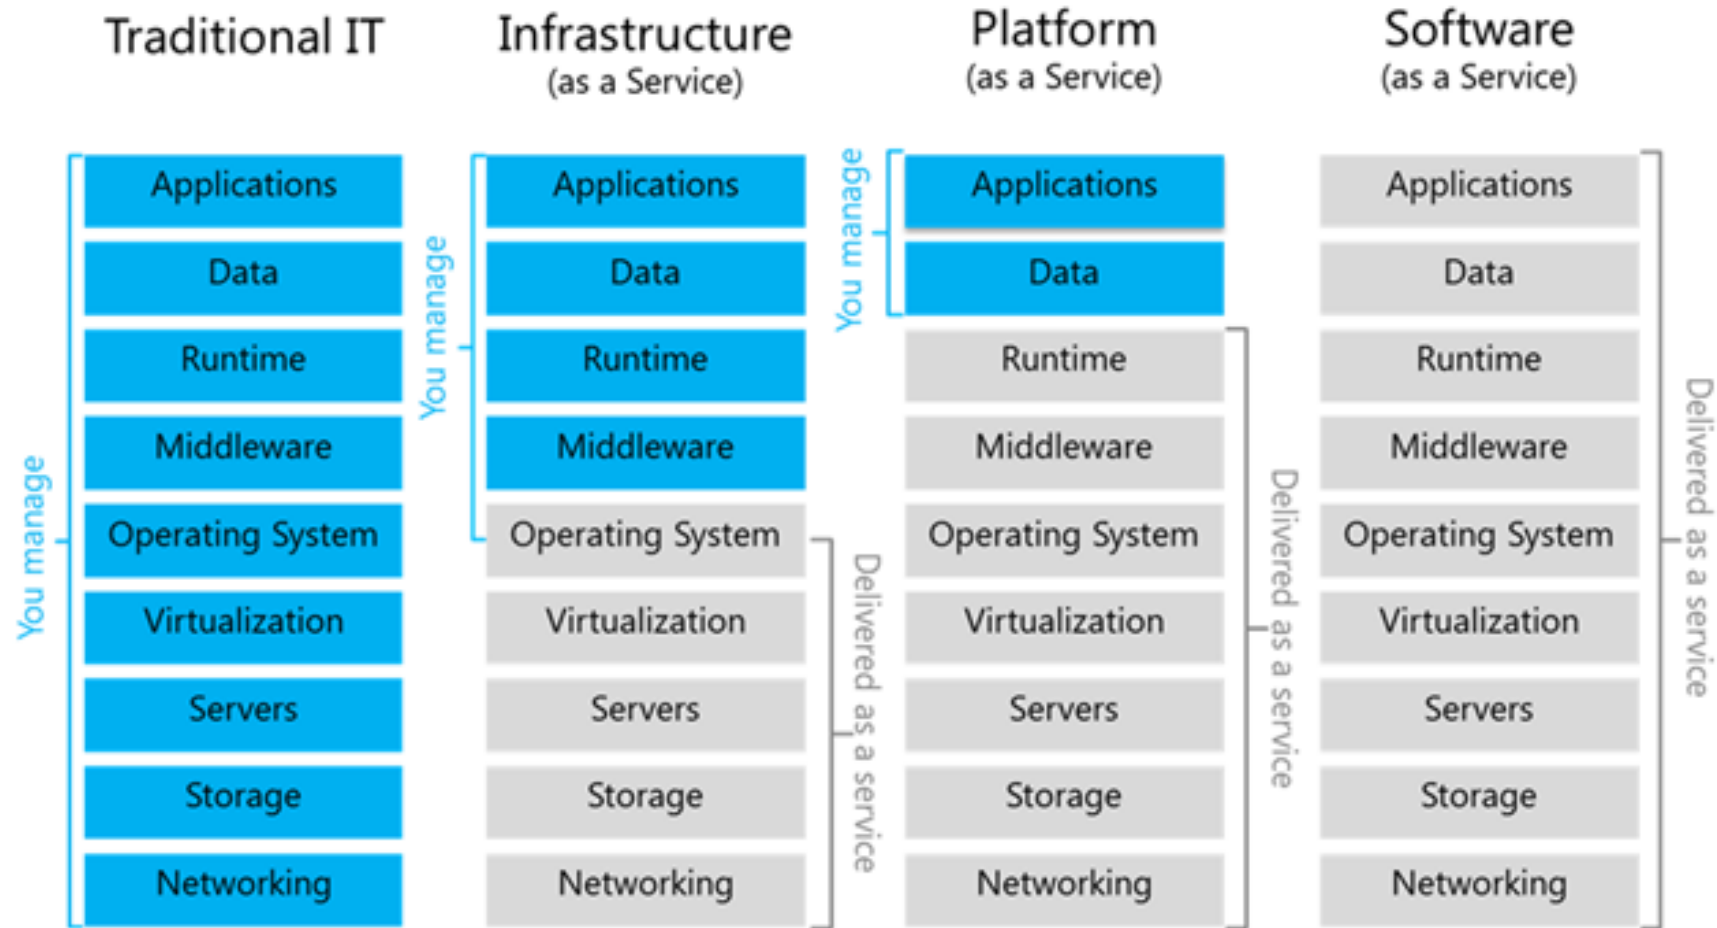 Traditional IT
You manage
Applications
Data
Runtime
Middleware
Operating System
Virtualization
Servers
Storage
Networking
Infrastructure
(as a Service)
You manage
Applications
Data
Runtime
Middleware
Operating System
Virtualization
Servers
Storage
Networking
Delivered as a service
Platform
(as a Service)
You manage
Applications
Data
Runtime
Middleware
Operating System
Virtualization
Servers
Storage
Networking
Delivered as a service
Software
(as a Service)
Applications
Data
Runtime
Middleware
Operating System
Virtualization
Servers
Storage
Networking
Delivered as a service